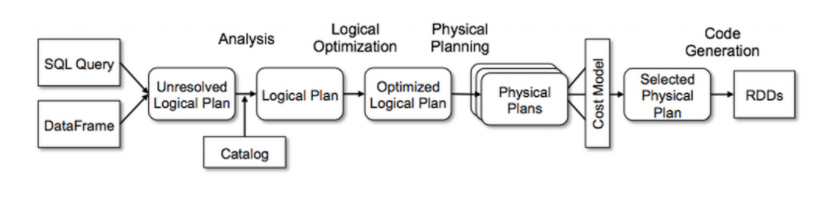 Analysis
Logical
Optimization
Physical
Planning
Code
Generation
SQL Query
DataFrame
Unresolved
Logical Plan
Catalog
Logical Plan
Optimized
Logical Plan
Physical
Plans
Cost Model
Selected
Physical
Plan
RDDs